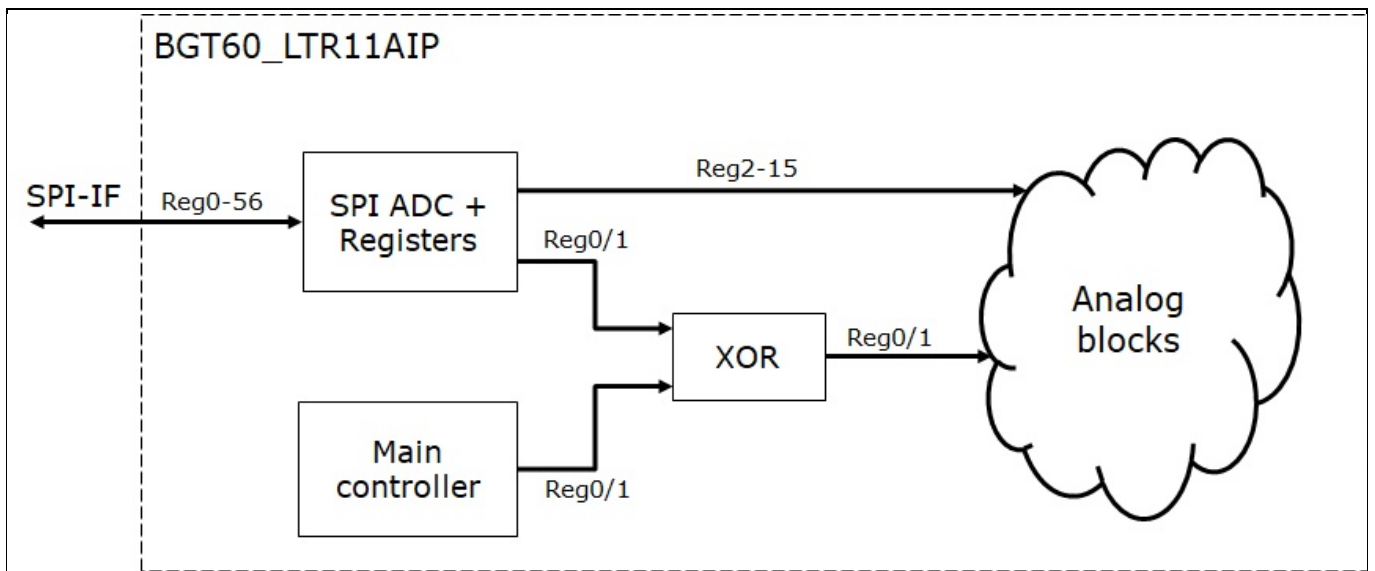 BGT60_LTR11AIP
SPI-IF
Reg0-56
SPI ADC +
Registers
Reg2-15
Reg0/1
XOR
Reg0/1
Analog
blocks
Main
controller
Reg0/1